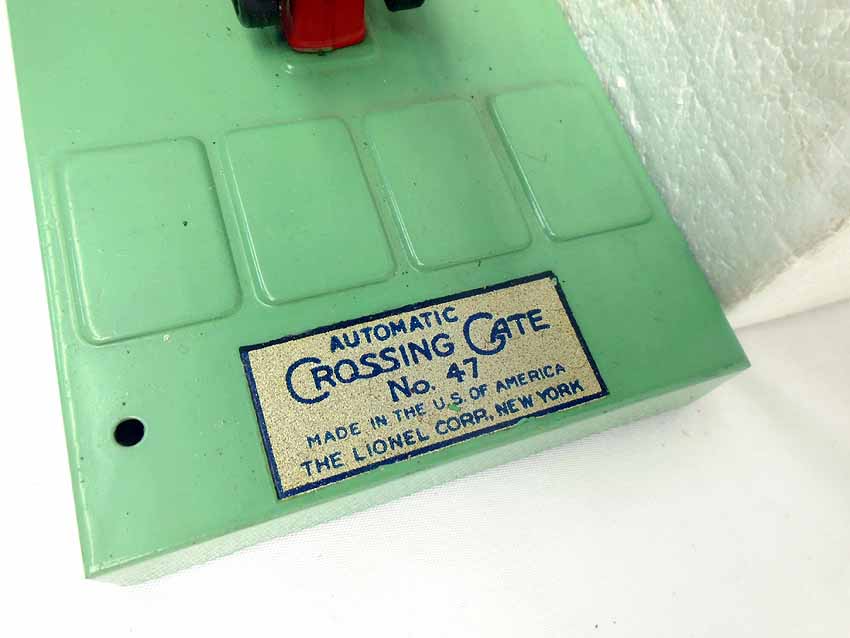 AUTOMATIC
CROSSING GATE
No. 47
MADE IN THE U.S. OF AMERICA
THE LIONEL CORP. NEW YORK